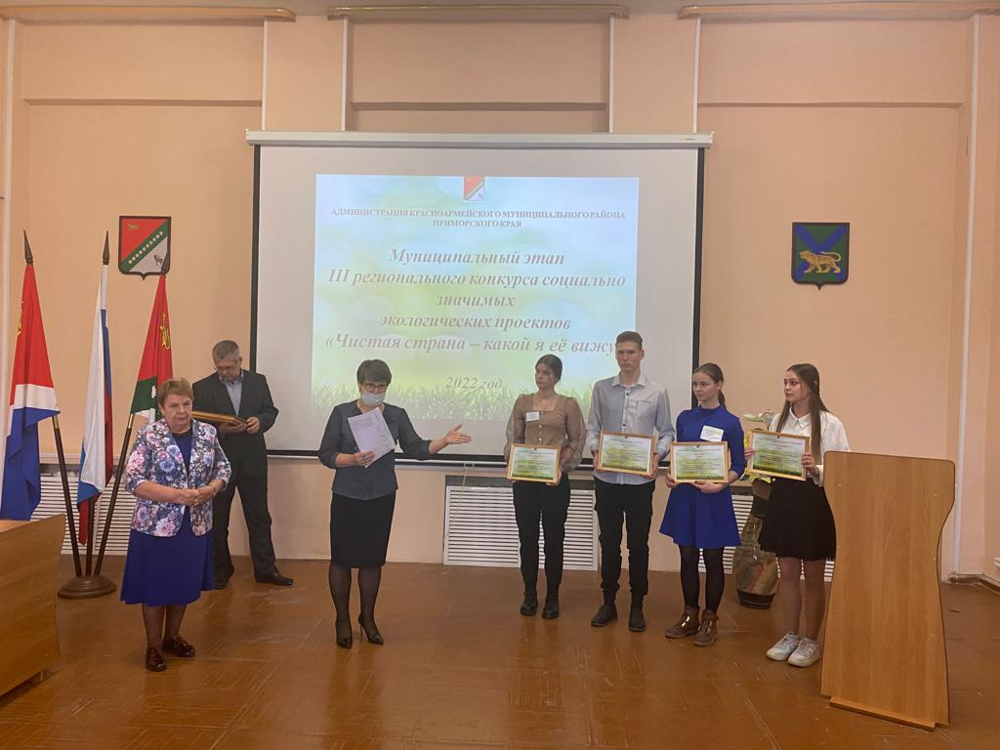 АДМИНИСТРАЦИЯ КРАСНОАРМЕЙСКОГО МУНИЦИПАЛЬНОГО РАЙОНА
ПРИМОРСКОГО КРАЯ
Муниципальный этап
III регионального конкурса социально
значимых
экологических проектов
«Чистая страна – какой я её вижу
2022 год